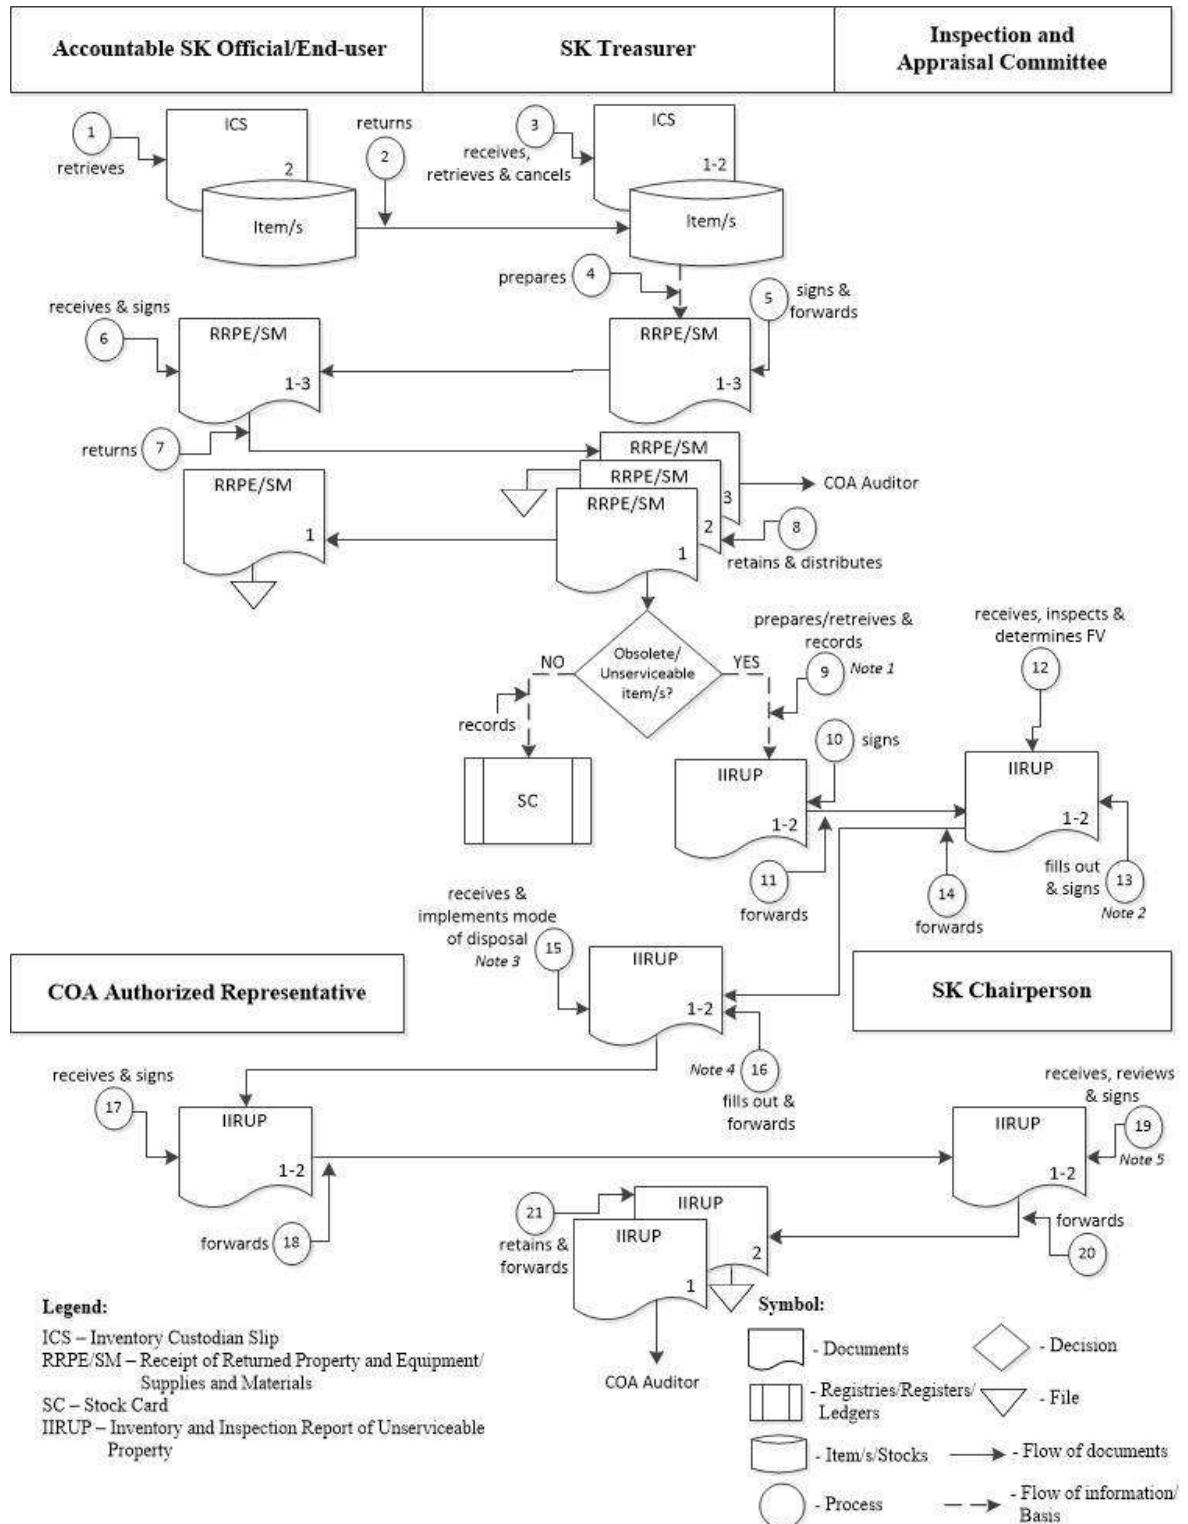 Accountable SK Official/End-user
SK Treasurer
Inspection and
Appraisal Committee
1
retrieves
ICS
2
Item/s
returns
2
3
receives,
retrieves & cancels
ICS
1-2
Item/s
prepares
4
5
signs &
forwards
receives & signs
6
RRPE/SM
1-3
RRPE/SM
1-3
returns
7
RRPE/SM
3
RRPE/SM
2
RRPE/SM
1
COA Auditor
RRPE/SM
1
8
retains & distributes
Obsolete/
Unserviceable
item/s?
NO
YES
records
SC
prepares/retreives &
records
9
Note 1
receives, inspects &
determines FV
12
10
signs
IIRUP
1-2
IIRUP
1-2
11
forwards
14
forwards
fills out
& signs
13
Note 2
receives &
implements mode
of disposal
Note 3
15
IIRUP
1-2
COA Authorized Representative
SK Chairperson
Note 4
16
fills out &
forwards
receives & signs
17
IIRUP
1-2
forwards
18
receives, reviews
& signs
19
Note 5
IIRUP
1-2
forwards
20
21
retains &
forwards
IIRUP
2
IIRUP
1
COA Auditor
Legend:
ICS – Inventory Custodian Slip
RRPE/SM – Receipt of Returned Property and Equipment/
Supplies and Materials
SC – Stock Card
IIRUP – Inventory and Inspection Report of Unserviceable
Property
Symbol:
- Documents
- Decision
- Registries/Registers/
Ledgers
- File
- Item/s/Stocks
- Flow of documents
- Process
- Flow of information/
Basis